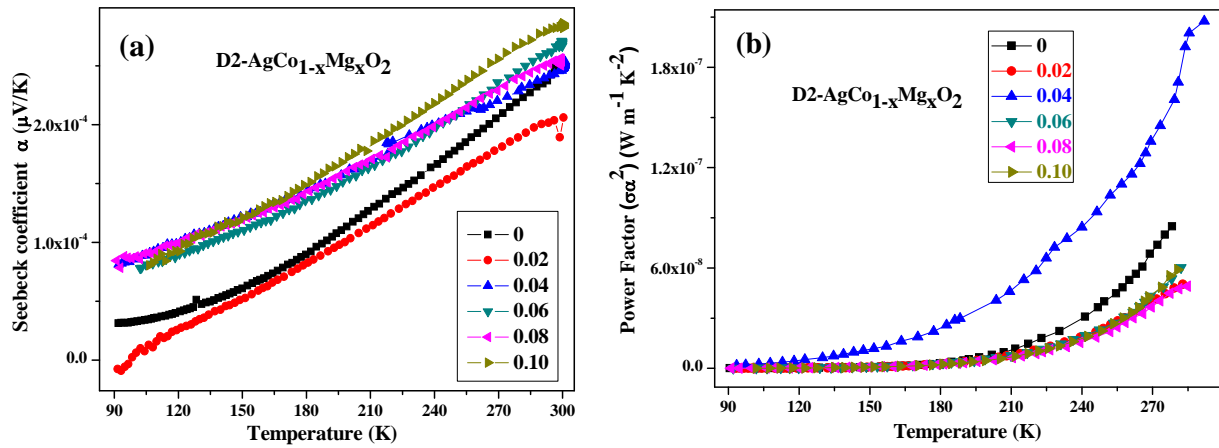 (a)
D2-AgCo1-xMgxO2
Seebeck coefficient α (μV/K)
2.0x10-4
1.0x10-4
0.0
0
0.02
0.04
0.06
0.08
0.10
90 120 150 180 210 240 270 300
Temperature (K)
(b)
D2-AgCo1-xMgxO2
Power Factor (σα2) (W m-1 K-2)
1.8x10-7
1.2x10-7
6.0x10-8
0.0
0
0.02
0.04
0.06
0.08
0.10
90 120 150 180 210 240 270
Temperature (K)